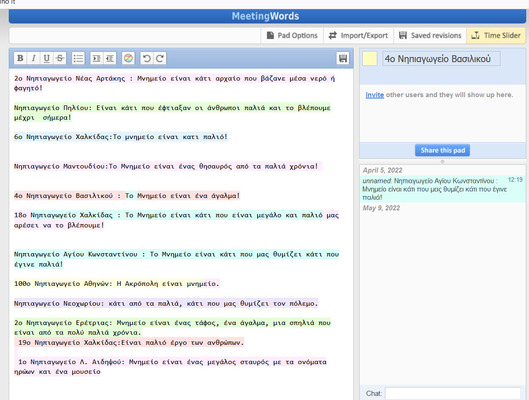 MeetingWords
Pad Options
Import/Export
Saved revisions
Time Slider
B I U S
2ο Νηπιαγωγείο Νέας Αρτάκης : Μνημείο είναι κάτι αρχαίο που βάζανε μέσα νερό ή
φαγητό!
Νηπιαγωγείο Πηλίου: Είναι κάτι που έφτιαξαν οι άνθρωποι παλιά και το βλέπουμε
μέχρι σήμερα!
6ο Νηπιαγωγείο Χαλκίδας:Το μνημείο είναι κατι παλιό!
Νηπιαγωγείο Μαντουδίου:Το Μνημείο είναι ένας θησαυρός από τα παλιά χρόνια!
4ο Νηπιαγωγείο Βασιλικού : Το Μνημείο είναι ένα άγαλμα!
18ο Νηπιαγωγείο Χαλκίδας : Το Μνημείο είναι κάτι που είναι μεγάλο και παλιό μας
αρέσει να το βλέπουμε!
Νηπιαγωγείο Αγίου Κωνσταντίνου : Το Μνημείο είναι κάτι που μας θυμίζει κάτι που
έγινε παλιά!
100ο Νηπιαγωγείο Αθηνών: Η Ακρόπολη είναι μνημείο.
Νηπιαγωγείο Νεοχωρίου: κάτι από τα παλιά, κάτι που μας θυμίζει τον πόλεμο.
2ο Νηπιαγωγείο Ερέτριας: Μνημείο είναι ένας τάφος, ένα άγαλμα, μια σπηλιά που
είναι από τα πολύ παλιά χρόνια.
19ο Νηπιαγωγείο Χαλκίδας:Είναι παλιό έργο των ανθρώπων.
1ο Νηπιαγωγείο Λ. Αιδηψού: Μνημείο είναι ένας μεγάλος σταυρός με τα ονόματα
ηρώων και ένα μουσείο
4ο Νηπιαγωγείο Βασιλικού
Invite other users and they will show up here.
Share this pad
April 5, 2022
unnamed: Νηπιαγωγείο Αγίου Κωνσταντίνου : 12:19
Μνημείο είναι κάτι που μας θυμίζει κάτι που έγινε
παλιά!
May 9, 2022
Chat: